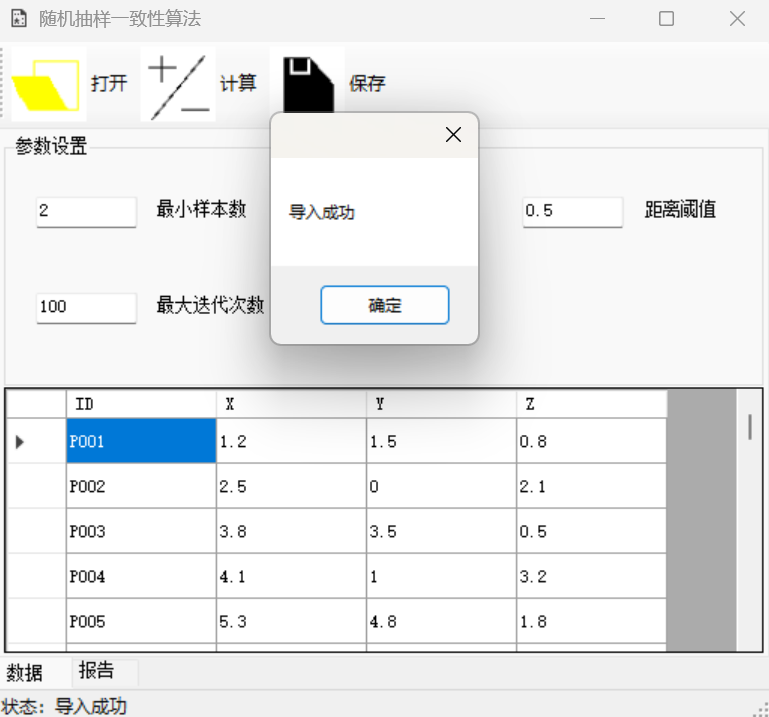 随机抽样一致性算法
打开 计算 保存
参数设置
2 最小样本数 0.5 距离阈值
导入成功
100 最大迭代次数
确定
ID X Y Z
P001 1.2 1.5 0.8
P002 2.5 0 2.1
P003 3.8 3.5 0.5
P004 4.1 1 3.2
P005 5.3 4.8 1.8
数据 报告
状态: 导入成功